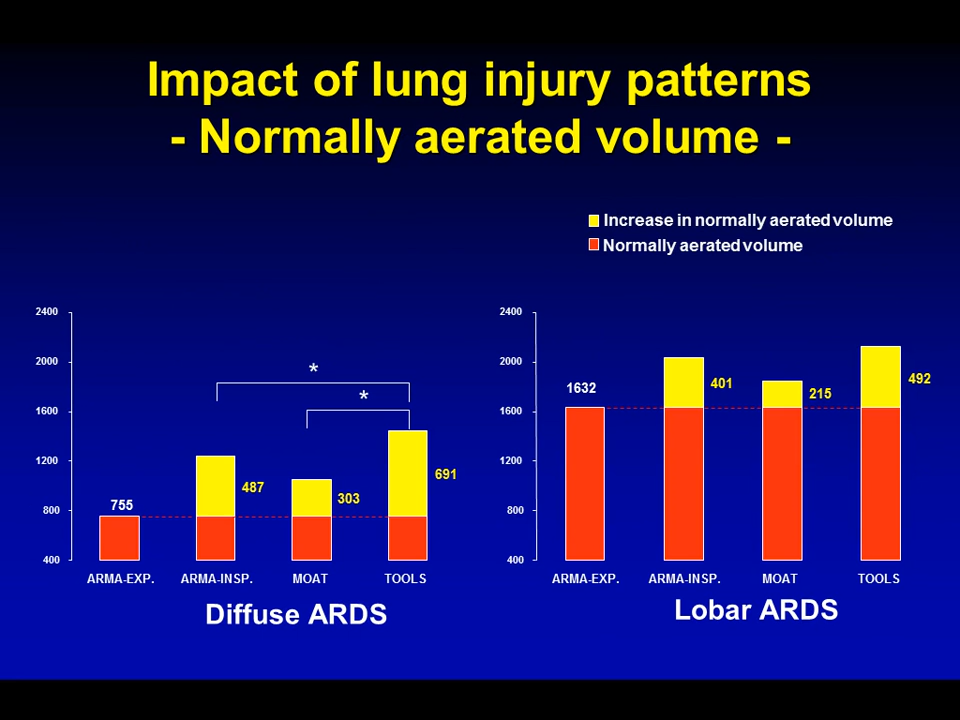 Impact of lung injury patterns
- Normally aerated volume -
Increase in normally aerated volume
Normally aerated volume
2400
2000
1600
1200
800
400
*
*
755
487
303
691
ARMA-EXP.
ARMA-INSP.
MOAT
TOOLS
Diffuse ARDS
2400
2000
1600
1200
800
400
1632
401
215
492
ARMA-EXP.
ARMA-INSP.
MOAT
TOOLS
Lobar ARDS